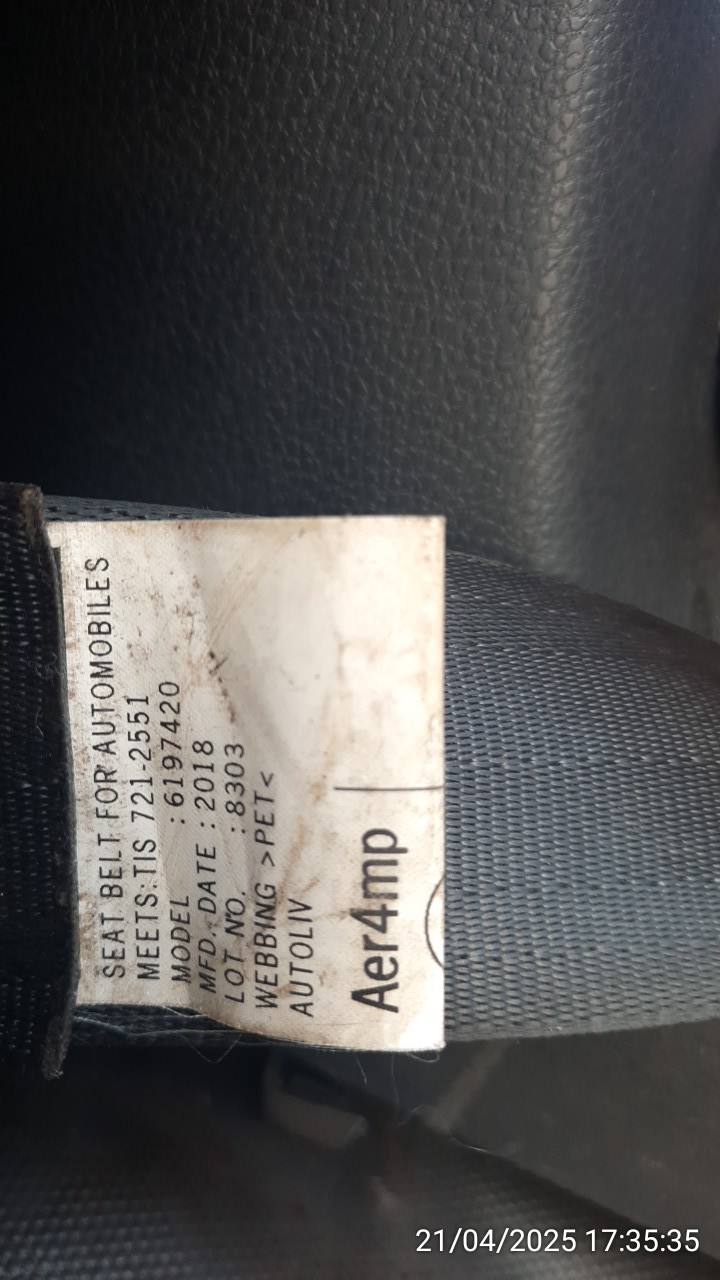 SEAT BELT FOR AUTOMOBILES
MEETS:TIS 721-2551
MODEL : 6197420
MFD. DATE : 2018
LOT NO. : 8303
WEBBING >PET<
AUTOLIV
Aer4mp
21/04/2025 17:35:35